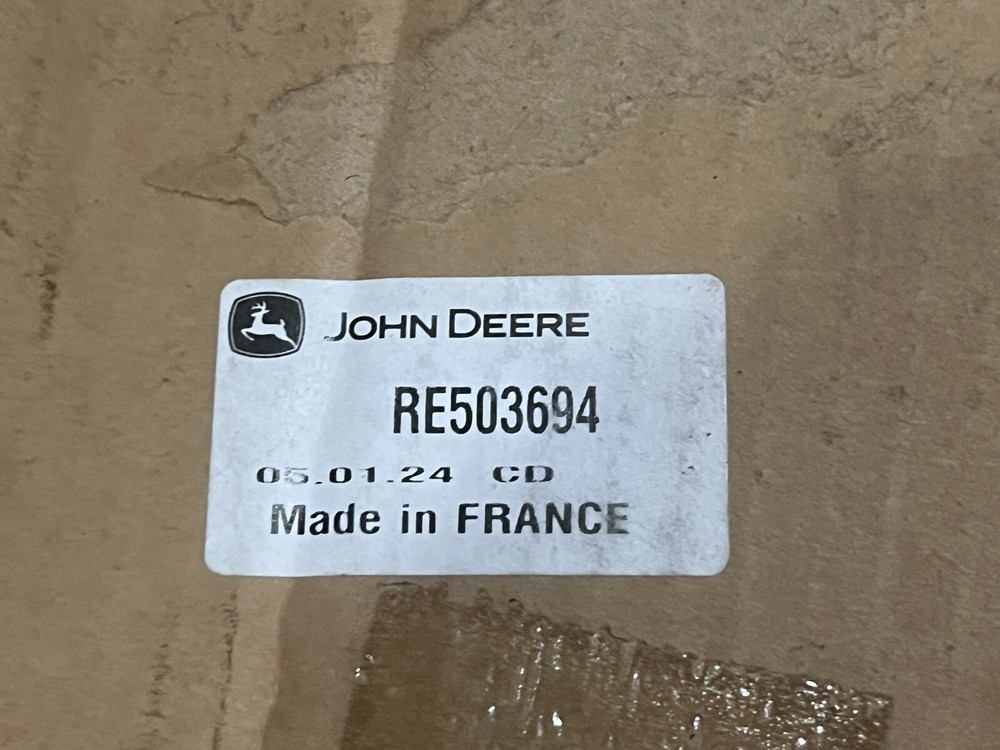 JOHN DEERE
RE503694
05.01.24 CD
Made in FRANCE